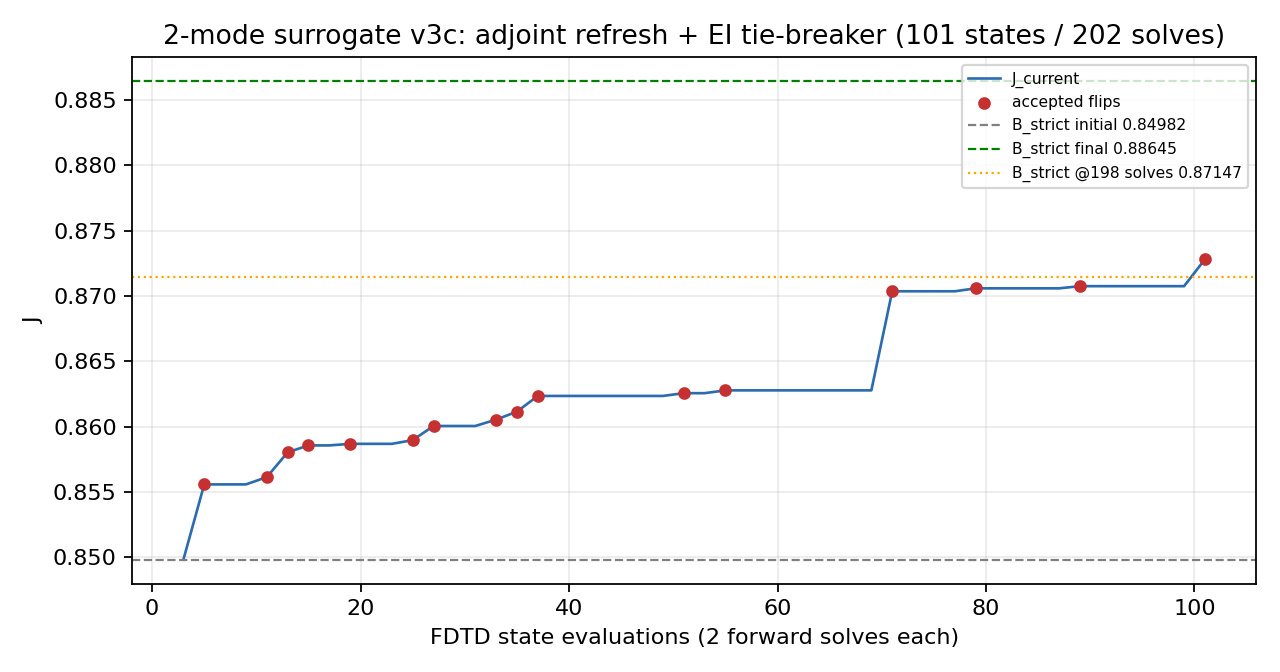 2-mode surrogate v3c: adjoint refresh + EI tie-breaker (101 states / 202 solves)
J_current
accepted flips
B_strict initial 0.84982
B_strict final 0.88645
B_strict @198 solves 0.87147
J
0.885
0.880
0.875
0.870
0.865
0.860
0.855
0.850
0 20 40 60 80 100
FDTD state evaluations (2 forward solves each)